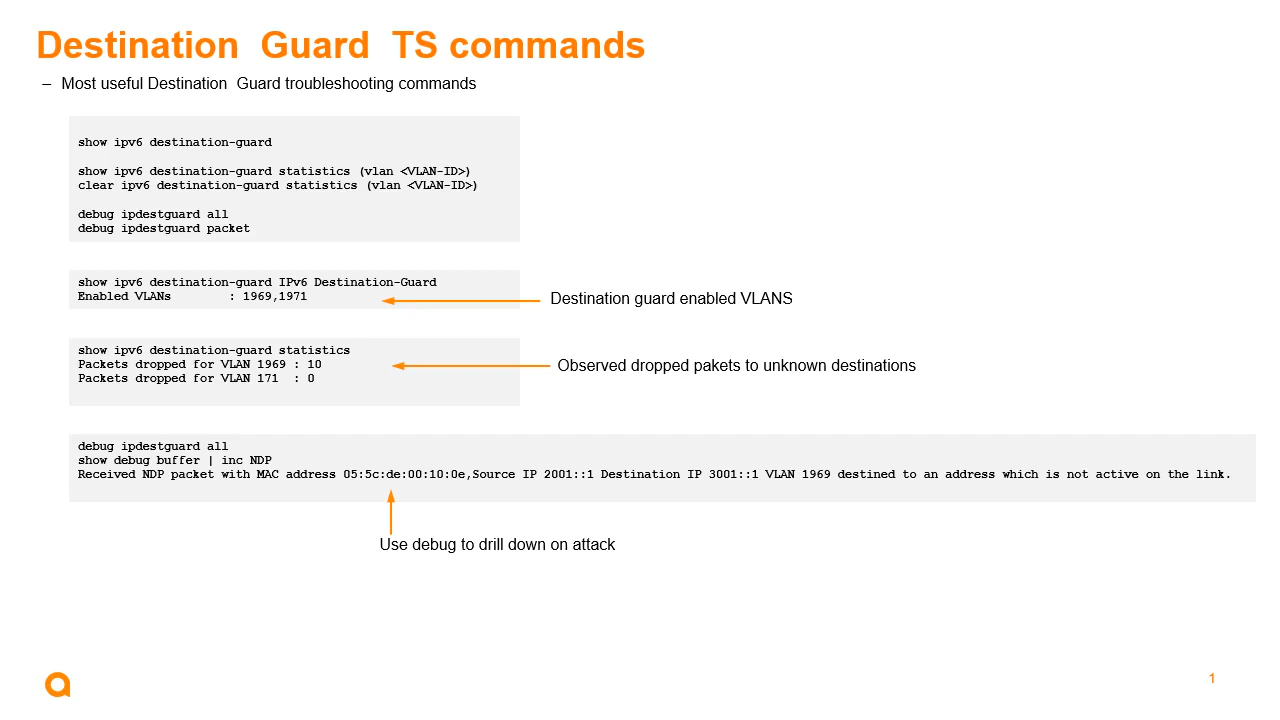 Destination Guard TS commands
– Most useful Destination Guard troubleshooting commands
show ipv6 destination-guard
show ipv6 destination-guard statistics (vlan <VLAN-ID>)
clear ipv6 destination-guard statistics (vlan <VLAN-ID>)
debug ipdestguard all
debug ipdestguard packet
show ipv6 destination-guard IPv6 Destination-Guard
Enabled VLANs : 1969,1971
Destination guard enabled VLANS
show ipv6 destination-guard statistics
Packets dropped for VLAN 1969 : 10
Packets dropped for VLAN 171 : 0
Observed dropped pakets to unknown destinations
debug ipdestguard all
show debug buffer | inc NDP
Received NDP packet with MAC address 05:5c:de:00:10:0e,Source IP 2001::1 Destination IP 3001::1 VLAN 1969 destined to an address which is not active on the link.
Use debug to drill down on attack
1